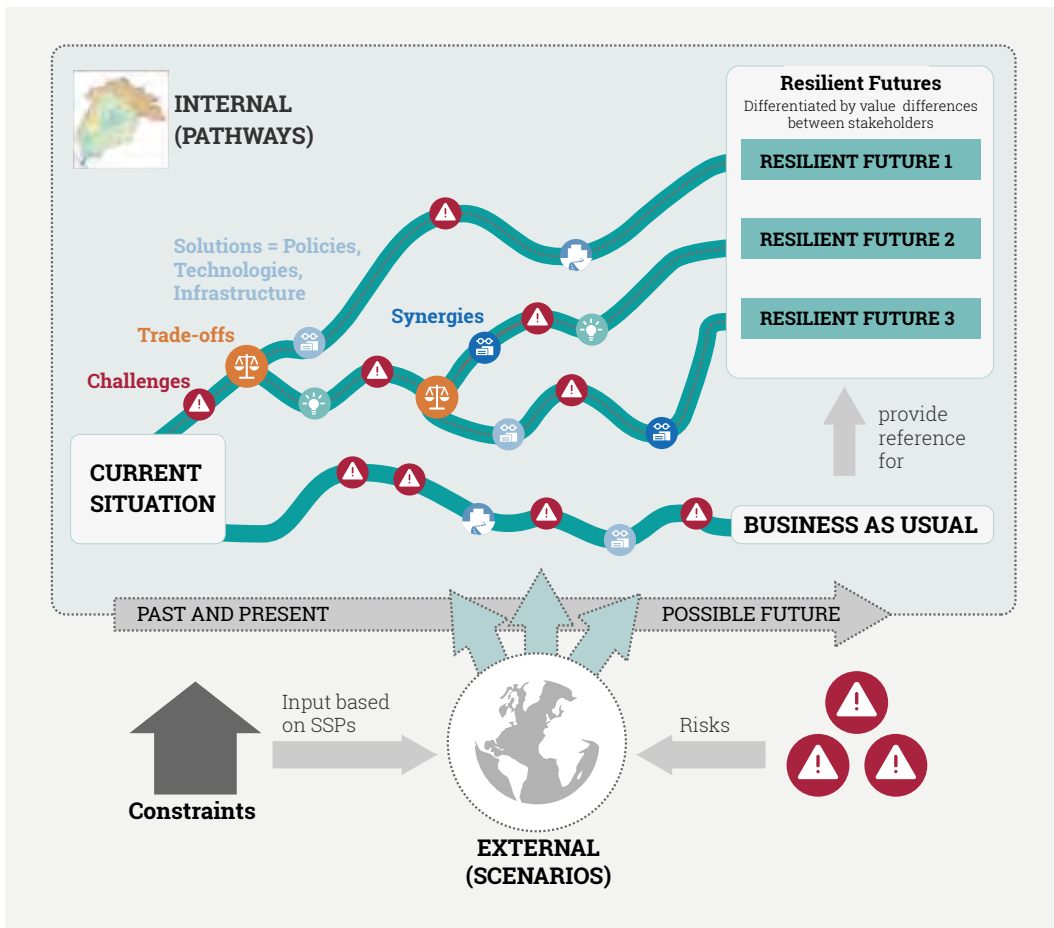 INTERNAL
(PATHWAYS)
Resilient Futures
Differentiated by value differences
between stakeholders
RESILIENT FUTURE 1
RESILIENT FUTURE 2
RESILIENT FUTURE 3
Solutions = Policies,
Technologies,
Infrastructure
Synergies
Trade-offs
Challenges
CURRENT
SITUATION
provide
reference
for
BUSINESS AS USUAL
PAST AND PRESENT
POSSIBLE FUTURE
Input based
on SSPs
Risks
Constraints
EXTERNAL
(SCENARIOS)